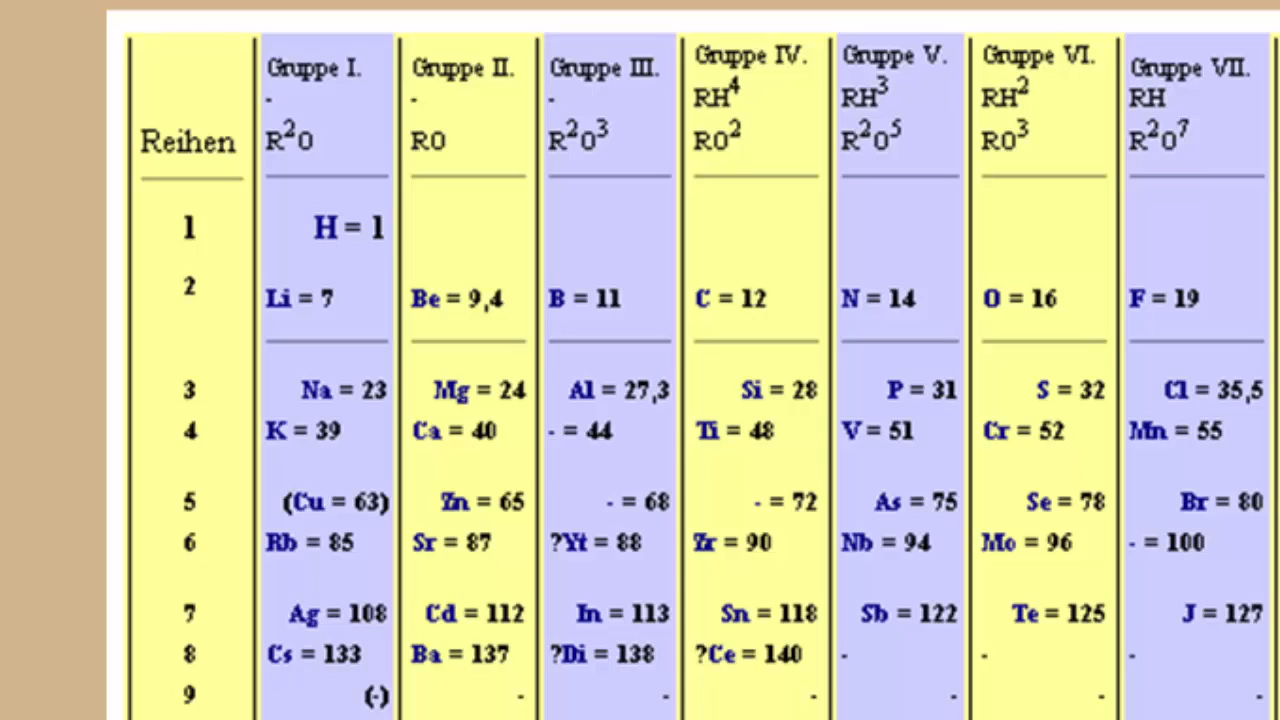 Reihen Gruppe I. - R²O Gruppe II. - RO Gruppe III. - R²O³ Gruppe IV. RH⁴ RO² Gruppe V. RH³ R²O⁵ Gruppe VI. RH² RO³ Gruppe VII. RH R²O⁷
1 H = 1
2 Li = 7 Be = 9,4 B = 11 C = 12 N = 14 O = 16 F = 19
3 Na = 23 Mg = 24 Al = 27,3 Si = 28 P = 31 S = 32 Cl = 35,5
4 K = 39 Ca = 40 - = 44 Ti = 48 V = 51 Cr = 52 Mn = 55
5 (Cu = 63) Zn = 65 - = 68 - = 72 As = 75 Se = 78 Br = 80
6 Rb = 85 Sr = 87 ?Yt = 88 Zr = 90 Nb = 94 Mo = 96 - = 100
7 Ag = 108 Cd = 112 In = 113 Sn = 118 Sb = 122 Te = 125 J = 127
8 Cs = 133 Ba = 137 ?Di = 138 ?Ce = 140 - - -
9 (-) - - - - - -